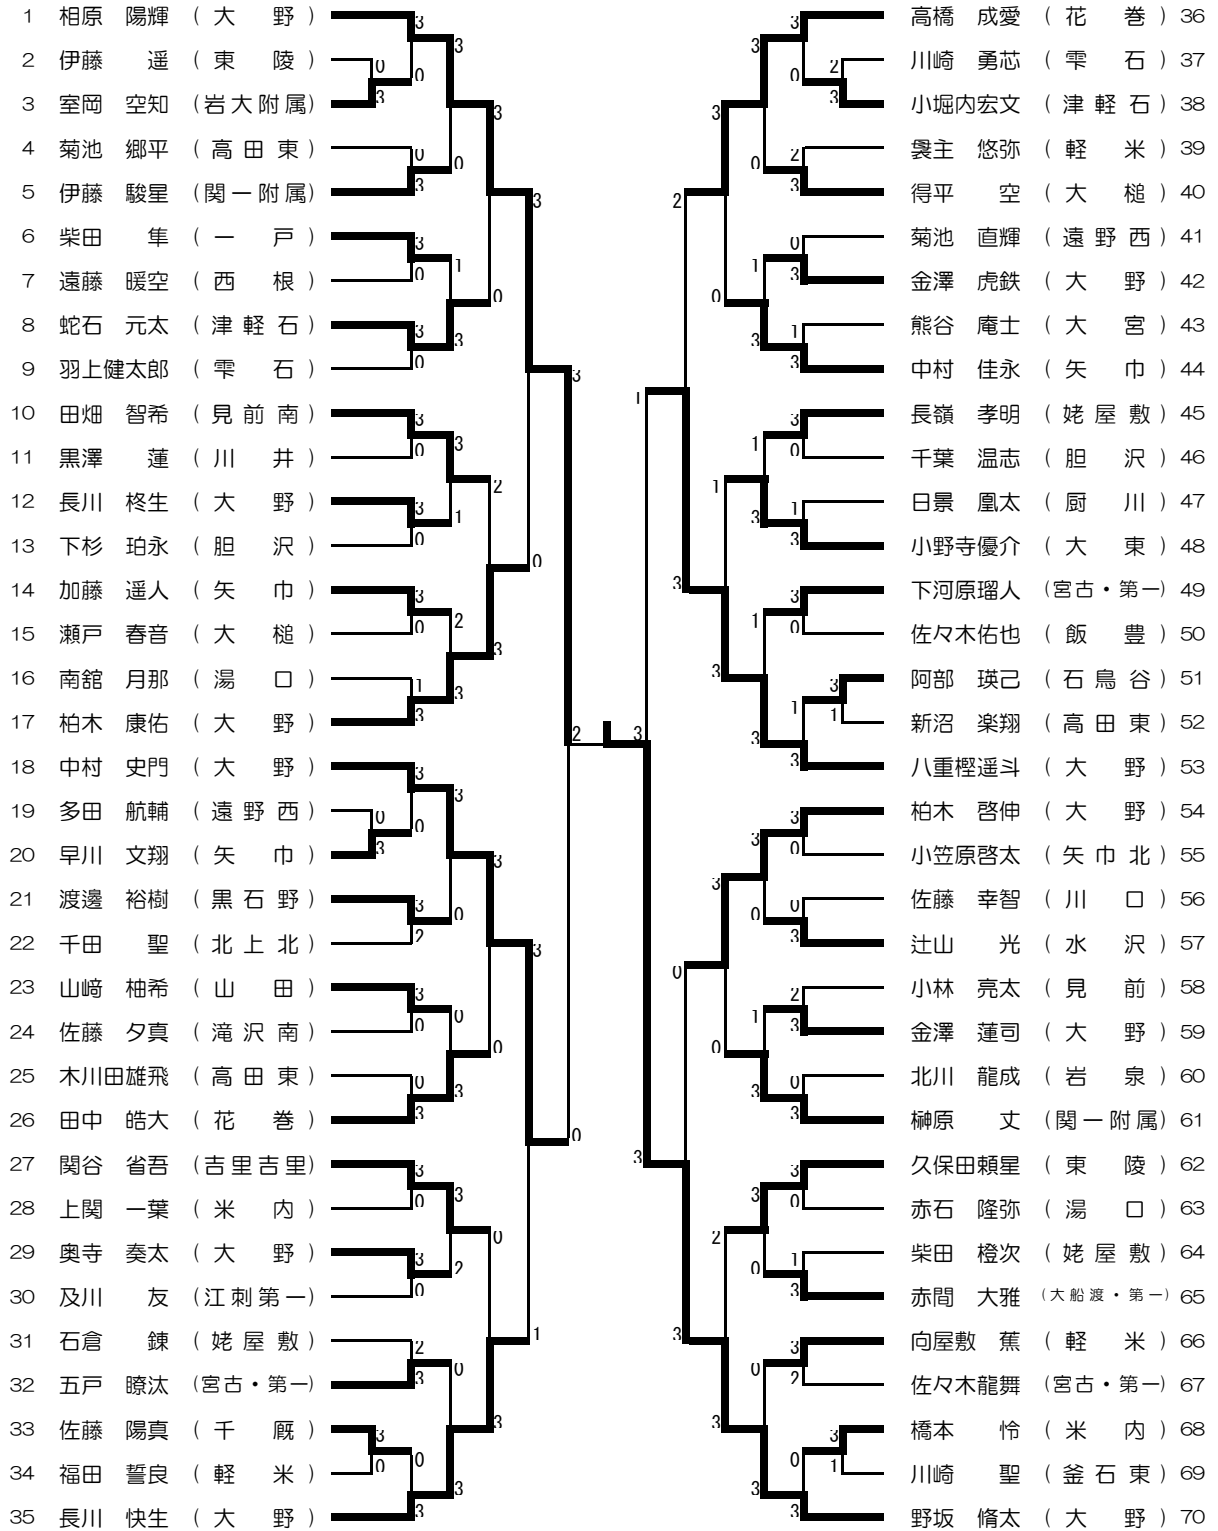 1 相原 陽輝 (大 野)
2 伊藤 遥 (東 陵)
3 室岡 空知 (岩大附属)
4 菊池 郷平 (高田東)
5 伊藤 駿星 (関一附属)
6 柴田 隼 (一 戸)
7 遠藤 暖空 (西 根)
8 蛇石 元太 (津軽石)
9 羽上健太郎 (雫 石)
10 田畑 智希 (見前南)
11 黒澤 蓮 (川 井)
12 長川 柊生 (大 野)
13 下杉 珀永 (胆 沢)
14 加藤 遥人 (矢 巾)
15 瀬戸 春音 (大 槌)
16 南舘 月那 (湯 口)
17 柏木 康佑 (大 野)
18 中村 史門 (大 野)
19 多田 航輔 (遠野西)
20 早川 文翔 (矢 巾)
21 渡邊 裕樹 (黒石野)
22 千田 聖 (北上北)
23 山﨑 柚希 (山 田)
24 佐藤 夕真 (滝沢南)
25 木川田雄飛 (高田東)
26 田中 皓大 (花 巻)
27 関谷 省吾 (吉里吉里)
28 上関 一葉 (米 内)
29 奥寺 奏太 (大 野)
30 及川 友 (江刺第一)
31 石倉 錬 (姥屋敷)
32 五戸 瞭汰 (宮古・第一)
33 佐藤 陽真 (千 厩)
34 福田 誓良 (軽 米)
35 長川 快生 (大 野)
高橋 成愛 (花 巻) 36
川崎 勇芯 (雫 石) 37
小堀内宏文 (津軽石) 38
袰主 悠弥 (軽 米) 39
得平 空 (大 槌) 40
菊池 直輝 (遠野西) 41
金澤 虎鉄 (大 野) 42
熊谷 庵士 (大 宮) 43
中村 佳永 (矢 巾) 44
長嶺 孝明 (姥屋敷) 45
千葉 温志 (胆 沢) 46
日景 凰太 (厨 川) 47
小野寺優介 (大 東) 48
下河原瑠人 (宮古・第一) 49
佐々木佑也 (飯 豊) 50
阿部 瑛己 (石鳥谷) 51
新沼 楽翔 (高田東) 52
八重樫遥斗 (大 野) 53
柏木 啓伸 (大 野) 54
小笠原啓太 (矢巾北) 55
佐藤 幸智 (川 口) 56
辻山 光 (水 沢) 57
小林 亮太 (見 前) 58
金澤 蓮司 (大 野) 59
北川 龍成 (岩 泉) 60
榊原 丈 (関一附属) 61
久保田頼星 (東 陵) 62
赤石 隆弥 (湯 口) 63
柴田 橙次 (姥屋敷) 64
赤間 大雅 (大船渡・第一) 65
向屋敷 蕉 (軽 米) 66
佐々木龍舞 (宮古・第一) 67
橋本 怜 (米 内) 68
川崎 聖 (釜石東) 69
野坂 脩太 (大 野) 70